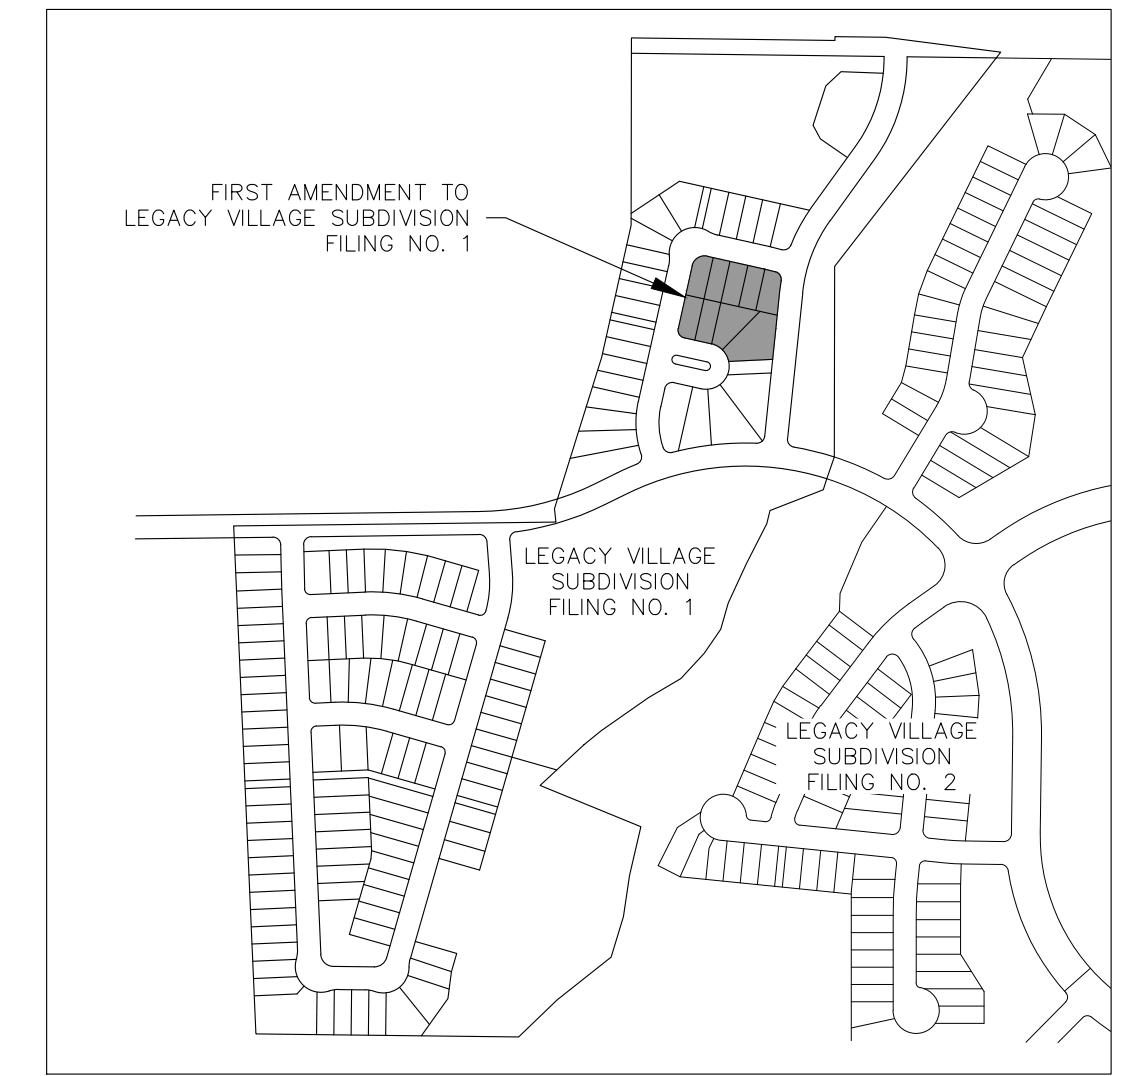 FIRST AMENDMENT TO
LEGACY VILLAGE SUBDIVISION
FILING NO. 1
LEGACY VILLAGE
SUBDIVISION
FILING NO. 1
LEGACY VILLAGE
SUBDIVISION
FILING NO. 2